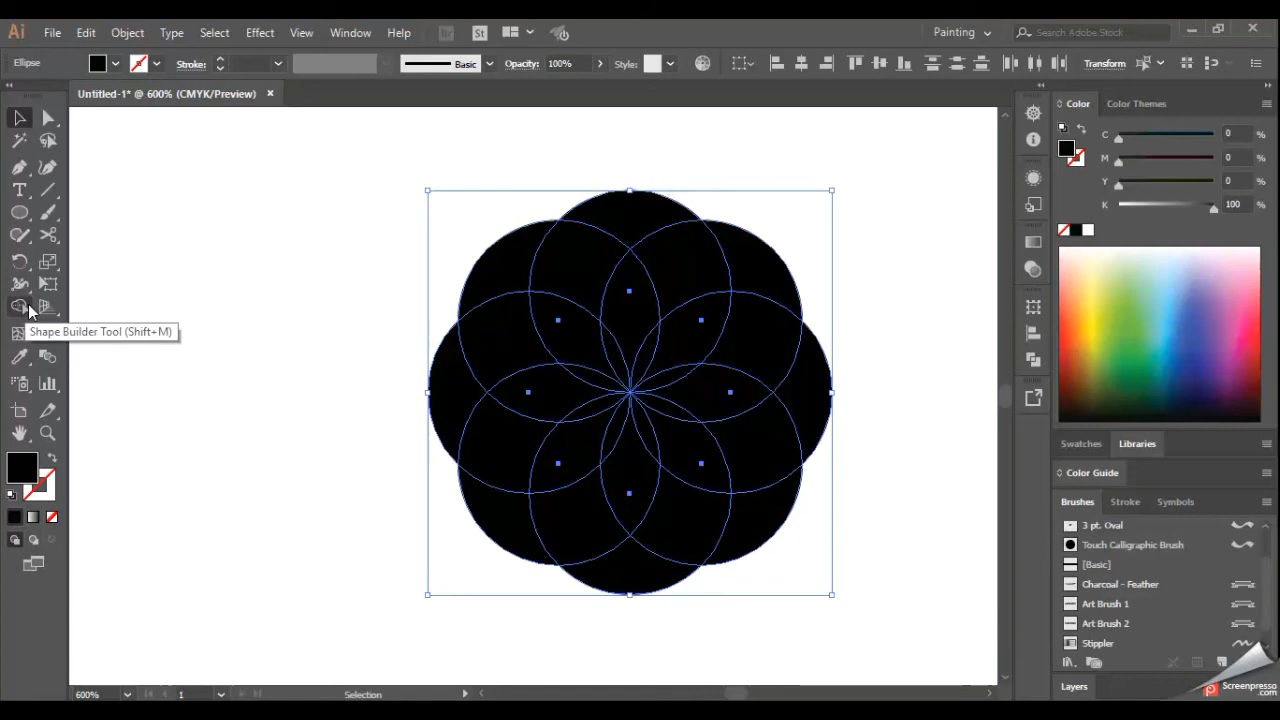 Ai File Edit Object Type Select Effect View Window Help Br St Painting Search Adobe Stock
Ellipse Stroke: Basic Opacity: 100% Style: Transform
Untitled-1* @ 600% (CMYK/Preview) ×
Color Color Themes
C 0 %
M 0 %
Y 0 %
K 100 %
T
Shape Builder Tool (Shift+M)
Swatches Libraries
Color Guide
Brushes Stroke Symbols
3 pt. Oval
Touch Calligraphic Brush
[Basic]
Charcoal - Feather
Art Brush 1
Art Brush 2
Stippler
Layers
600% 1 Selection
Screenpresso
.com